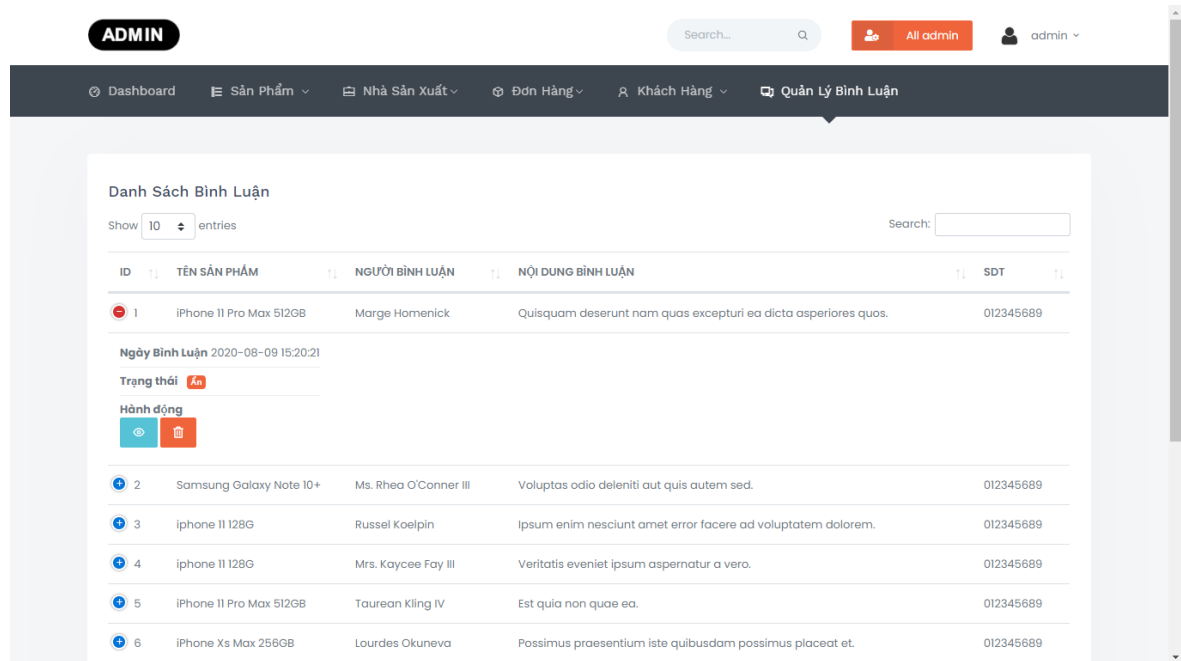 ADMIN
Search...
All admin
admin
Dashboard
Sản Phẩm
Nhà Sản Xuất
Đơn Hàng
Khách Hàng
Quản Lý Bình Luận
Danh Sách Bình Luận
Show 10 entries
Search:
ID TÊN SẢN PHẨM NGƯỜI BÌNH LUẬN NỘI DUNG BÌNH LUẬN SDT
1 iPhone 11 Pro Max 512GB Marge Homenick Quisquam deserunt nam quas excepturi ea dicta asperiores quos. 012345689
Ngày Bình Luận 2020-08-09 15:20:21
Trạng thái Ẩn
Hành động
2 Samsung Galaxy Note 10+ Ms. Rhea O'Conner III Voluptas odio deleniti aut quis autem sed. 012345689
3 iphone 11 128G Russel Koelpin Ipsum enim nesciunt amet error facere ad voluptatem dolorem. 012345689
4 iphone 11 128G Mrs. Kaycee Fay III Veritatis eveniet ipsum aspernatur a vero. 012345689
5 iPhone 11 Pro Max 512GB Taurean Kling IV Est quia non quae ea. 012345689
6 iPhone Xs Max 256GB Lourdes Okuneva Possimus praesentium iste quibusdam possimus placeat et. 012345689